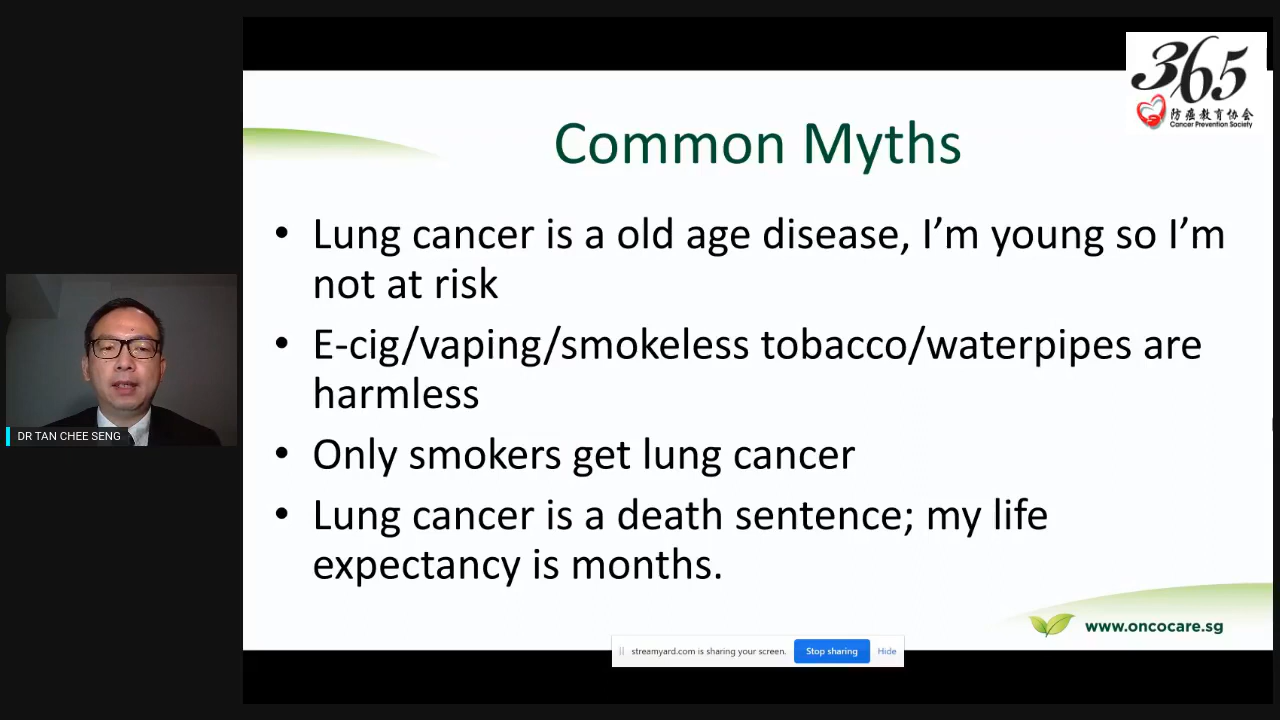 365
防癌教育协会
Cancer Prevention Society
Common Myths
• Lung cancer is a old age disease, I’m young so I’m
not at risk
• E-cig/vaping/smokeless tobacco/waterpipes are
harmless
• Only smokers get lung cancer
• Lung cancer is a death sentence; my life
expectancy is months.
DR TAN CHEE SENG
www.oncocare.sg
streamyard.com is sharing your screen. Stop sharing Hide